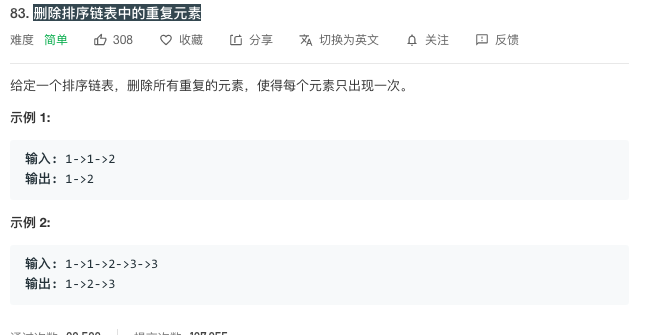 83. 删除排序链表中的重复元素
难度 简单 308 收藏 分享 切换为英文 关注 反馈
给定一个排序链表，删除所有重复的元素，使得每个元素只出现一次。
示例 1:
输入: 1->1->2
输出: 1->2
示例 2:
输入: 1->1->2->3->3
输出: 1->2->3